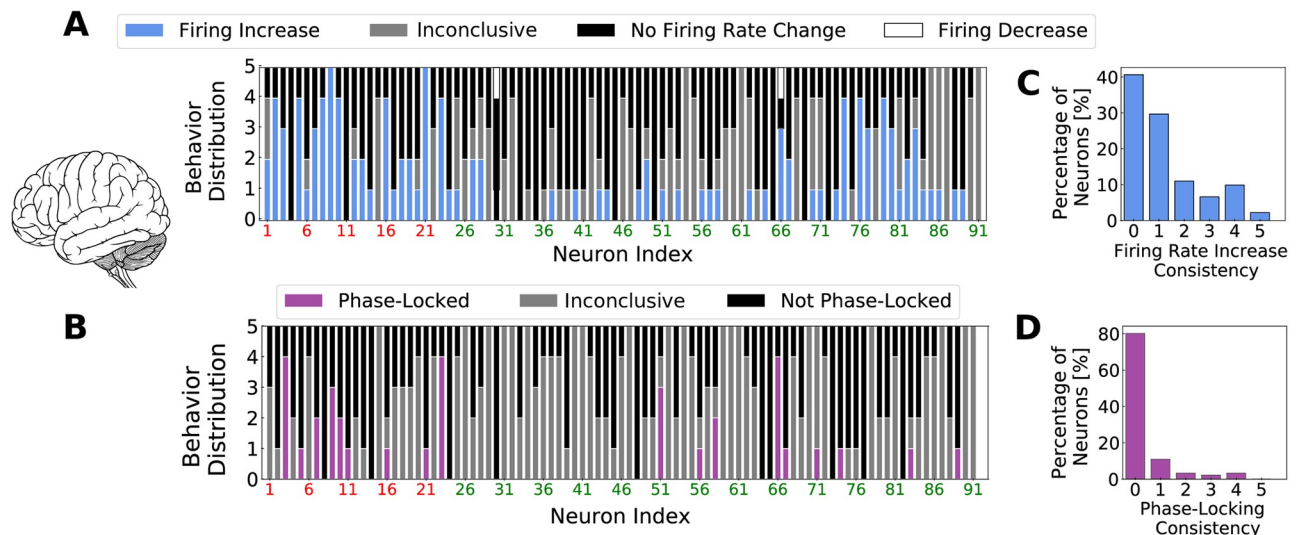 A
Firing Increase Inconclusive No Firing Rate Change Firing Decrease
Behavior
Distribution
5
4
3
2
1
0
1 6 11 16 21 26 31 36 41 46 51 56 61 66 71 76 81 86 91
Neuron Index
C
Percentage of
Neurons [%]
40
30
20
10
0
0 1 2 3 4 5
Firing Rate Increase
Consistency
B
Phase-Locked Inconclusive Not Phase-Locked
Behavior
Distribution
5
4
3
2
1
0
1 6 11 16 21 26 31 36 41 46 51 56 61 66 71 76 81 86 91
Neuron Index
D
Percentage of
Neurons [%]
80
60
40
20
0
0 1 2 3 4 5
Phase-Locking
Consistency